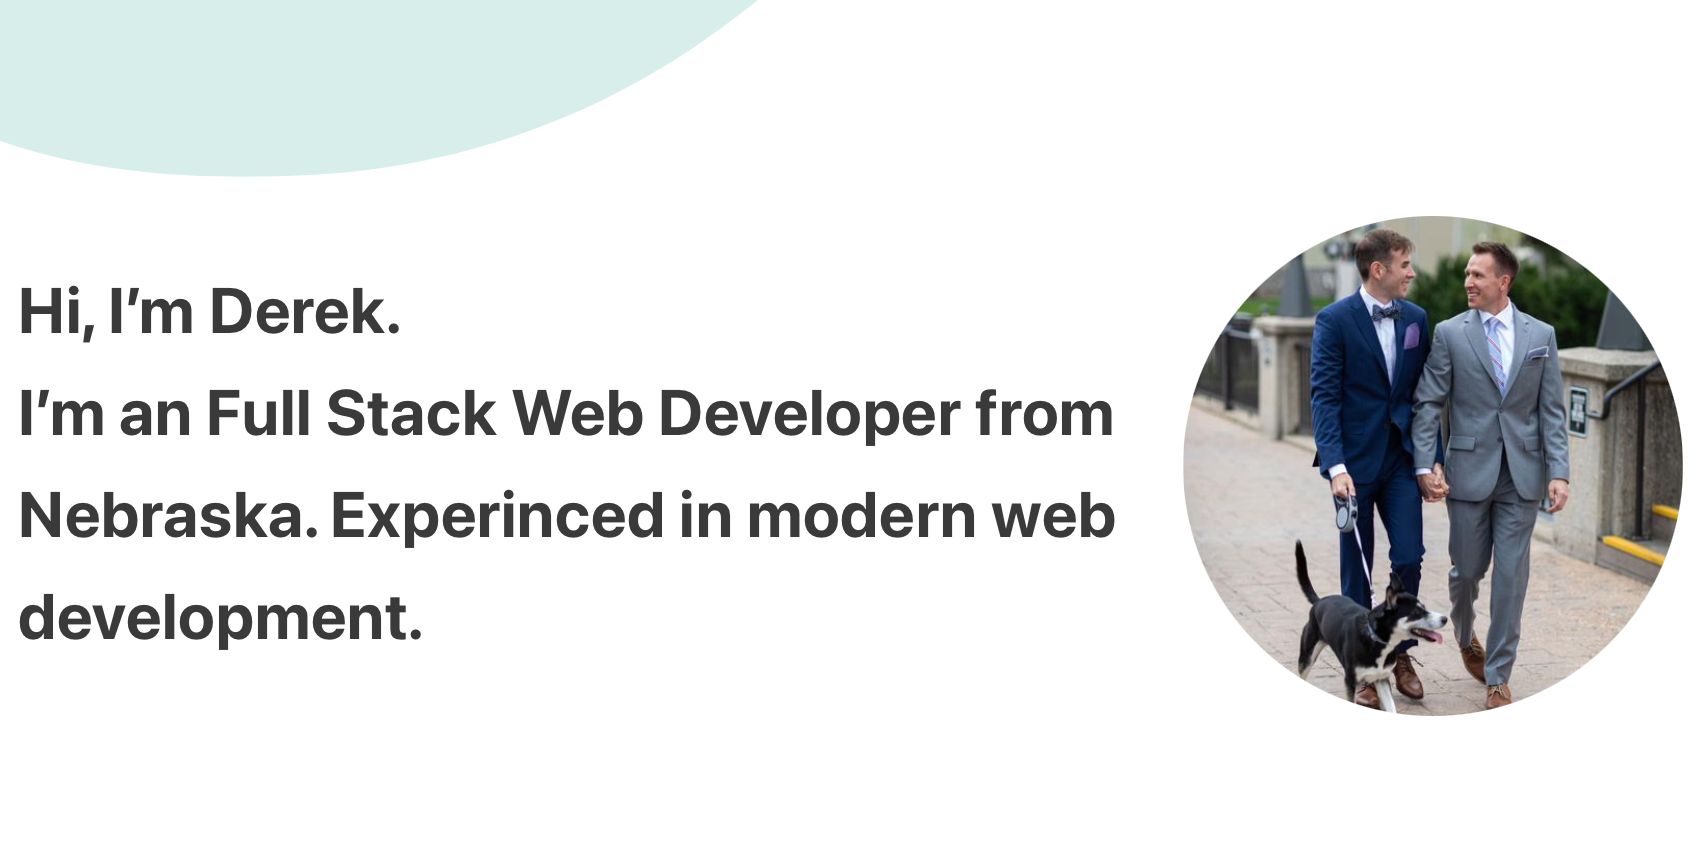 Hi, I’m Derek.
I’m an Full Stack Web Developer from
Nebraska. Experinced in modern web
development.